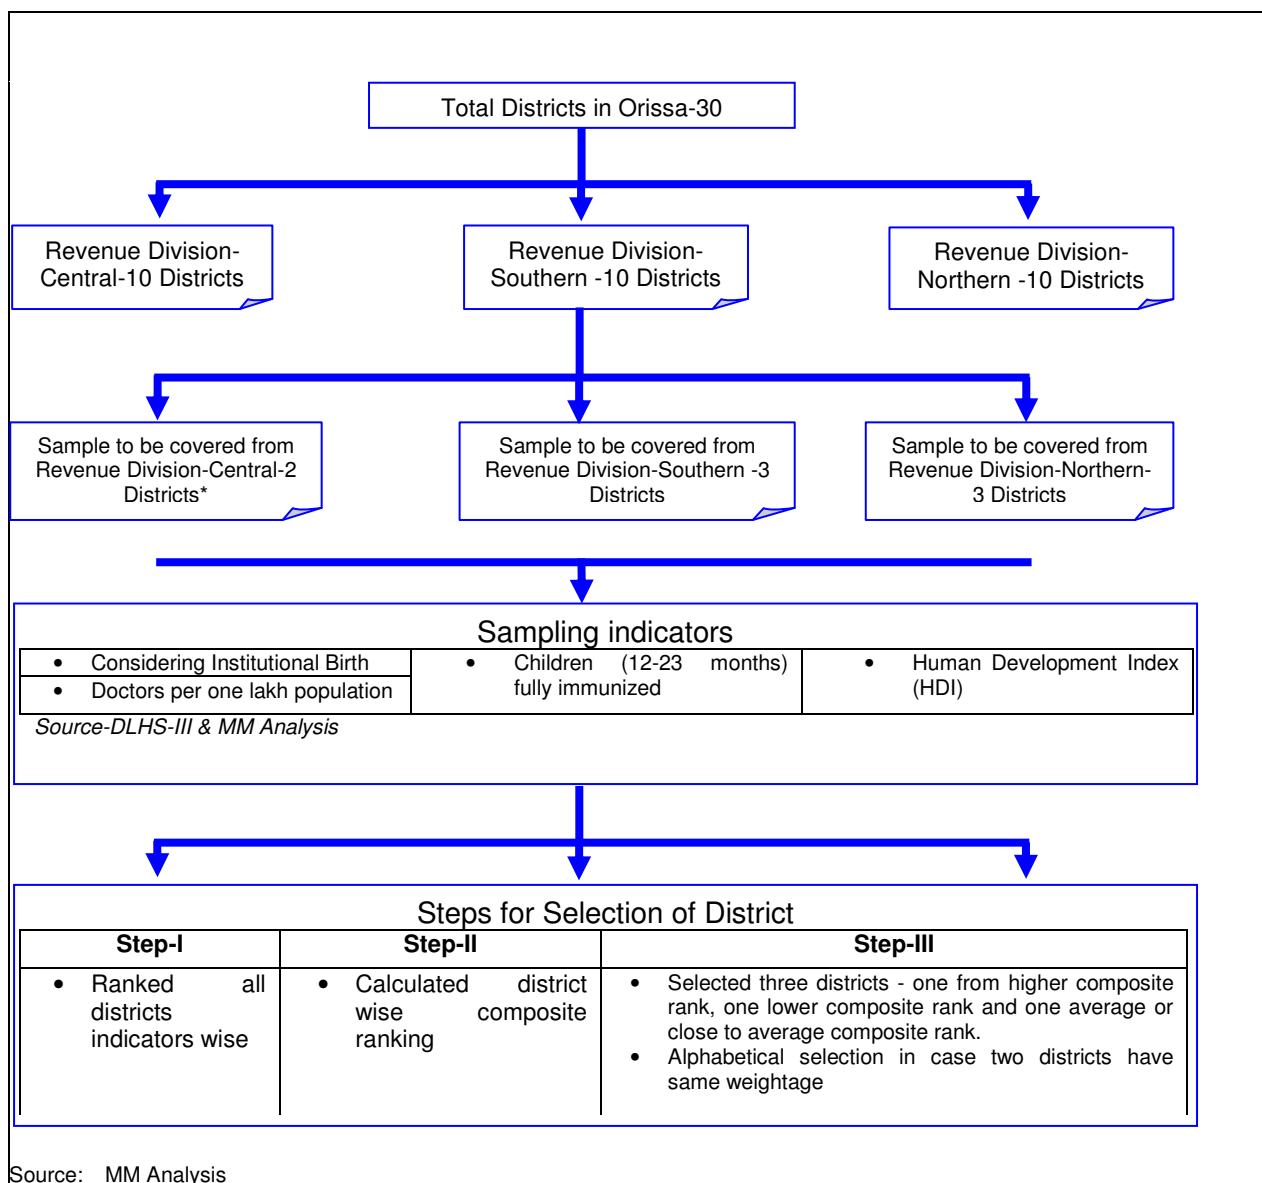 Total Districts in Orissa-30
Revenue Division-
Central-10 Districts
Revenue Division-
Southern -10 Districts
Revenue Division-
Northern -10 Districts
Sample to be covered from
Revenue Division-Central-2
Districts*
Sample to be covered from
Revenue Division-Southern -3
Districts
Sample to be covered from
Revenue Division-Northern-
3 Districts
Sampling indicators
• Considering Institutional Birth
• Doctors per one lakh population
• Children (12-23 months)
fully immunized
• Human Development Index
(HDI)
Source-DLHS-III & MM Analysis
Steps for Selection of District
Step-I
Step-II
Step-III
• Ranked all
districts
indicators wise
• Calculated district
wise composite
ranking
• Selected three districts - one from higher composite
rank, one lower composite rank and one average or
close to average composite rank.
• Alphabetical selection in case two districts have
same weightage
Source: MM Analysis